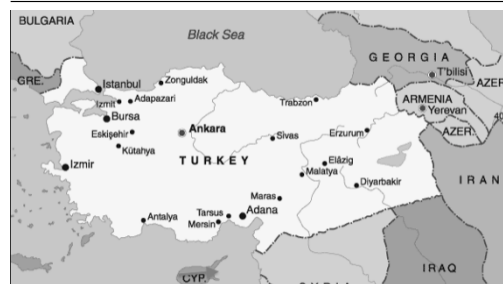 BULGARIA
Black Sea
GEORGIA
T'bilisi
GRE.
Istanbul
Zonguldak
AZER.
Izmit
Adapazari
Trabzon
ARMENIA
Yerevan
Bursa
40
Eskişehir
Ankara
Sivas
Erzurum
AZER.
Kütahya
Izmir
TURKEY
Elâzig
Malatya
IRAN
Diyarbakir
Maras
Antalya
Tarsus
Adana
Mersin
IRAQ
CYP.